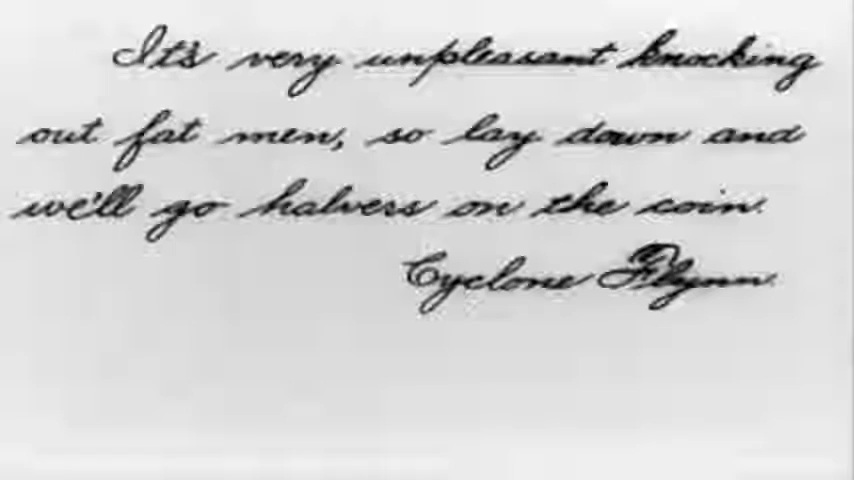 It's very unpleasant knocking
out fat men, so lay down and
we'll go halvers on the coin.
Cyclone Flynn